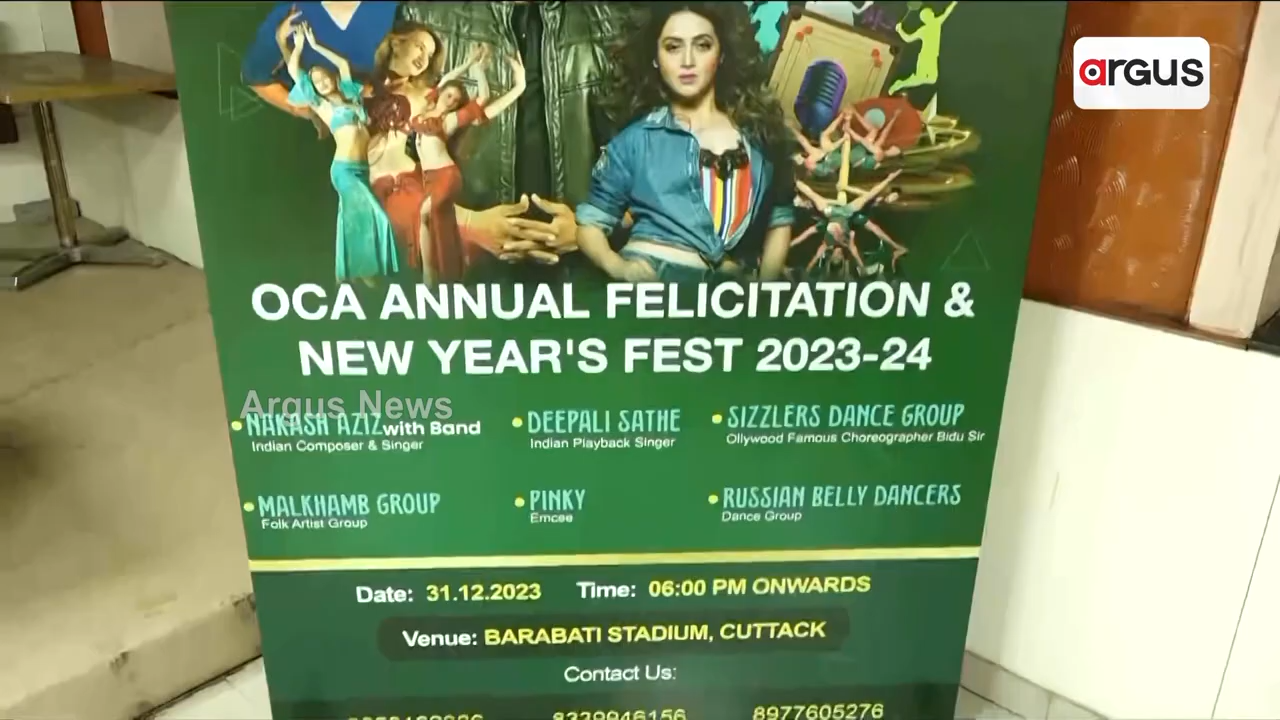 argus
OCA ANNUAL FELICITATION &
NEW YEAR'S FEST 2023-24
Argus News
NAKASH AZIZ with Band
Indian Composer & Singer
DEEPALI SATHE
Indian Playback Singer
SIZZLERS DANCE GROUP
Ollywood Famous Choreographer Bidu Sir
MALKHAMB GROUP
Folk Artist Group
PINKY
Emcee
RUSSIAN BELLY DANCERS
Dance Group
Date: 31.12.2023 Time: 06:00 PM ONWARDS
Venue: BARABATI STADIUM, CUTTACK
Contact Us:
8339946156 8977605276